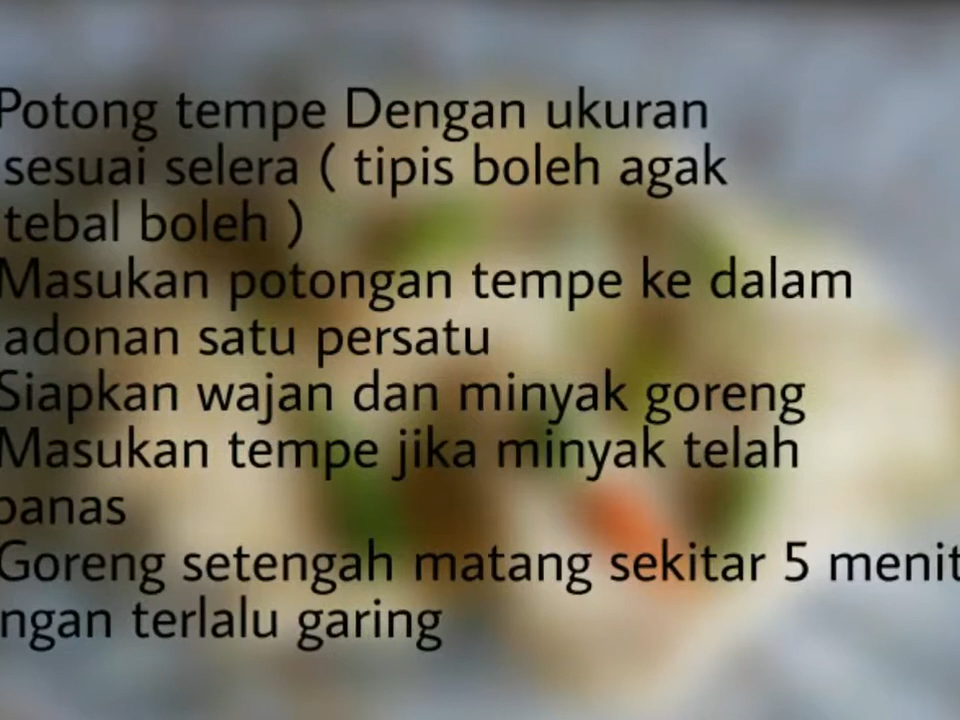 Potong tempe Dengan ukuran
sesuai selera ( tipis boleh agak
tebal boleh )
Masukan potongan tempe ke dalam
adonan satu persatu
Siapkan wajan dan minyak goreng
Masukan tempe jika minyak telah
panas
Goreng setengah matang sekitar 5 menit
ngan terlalu garing